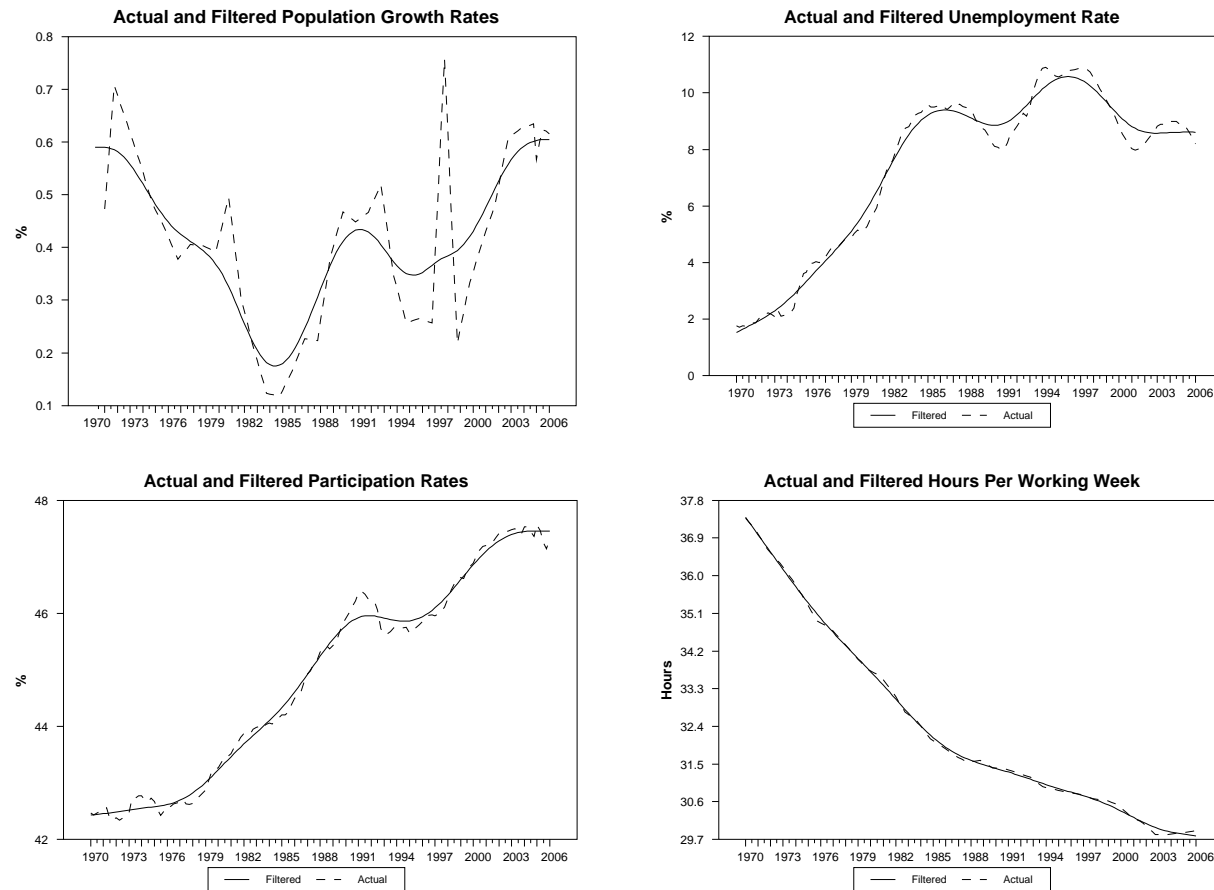 Actual and Filtered Population Growth Rates
%
0.8
0.7
0.6
0.5
0.4
0.3
0.2
0.1
1970 1973 1976 1979 1982 1985 1988 1991 1994 1997 2000 2003 2006
Actual and Filtered Unemployment Rate
%
12
10
8
6
4
2
0
1970 1973 1976 1979 1982 1985 1988 1991 1994 1997 2000 2003 2006
Filtered Actual
Actual and Filtered Participation Rates
%
48
46
44
42
1970 1973 1976 1979 1982 1985 1988 1991 1994 1997 2000 2003 2006
Filtered Actual
Actual and Filtered Hours Per Working Week
Hours
37.8
36.9
36.0
35.1
34.2
33.3
32.4
31.5
30.6
29.7
1970 1973 1976 1979 1982 1985 1988 1991 1994 1997 2000 2003 2006
Filtered Actual